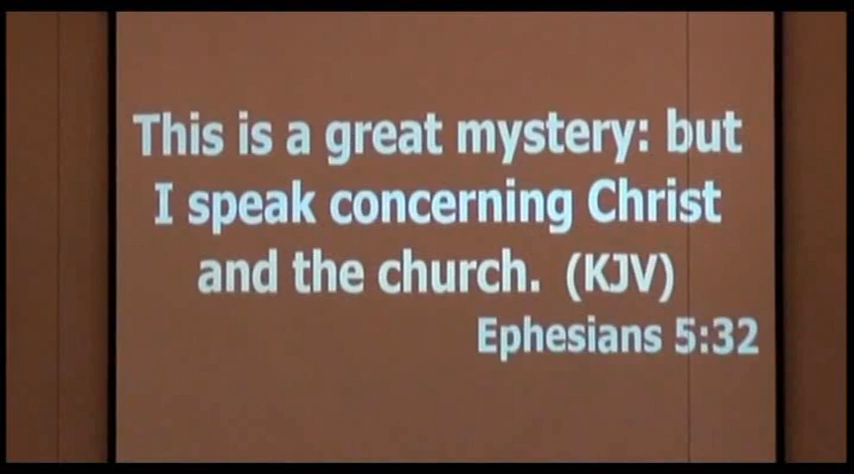 This is a great mystery: but
I speak concerning Christ
and the church. (KJV)
Ephesians 5:32